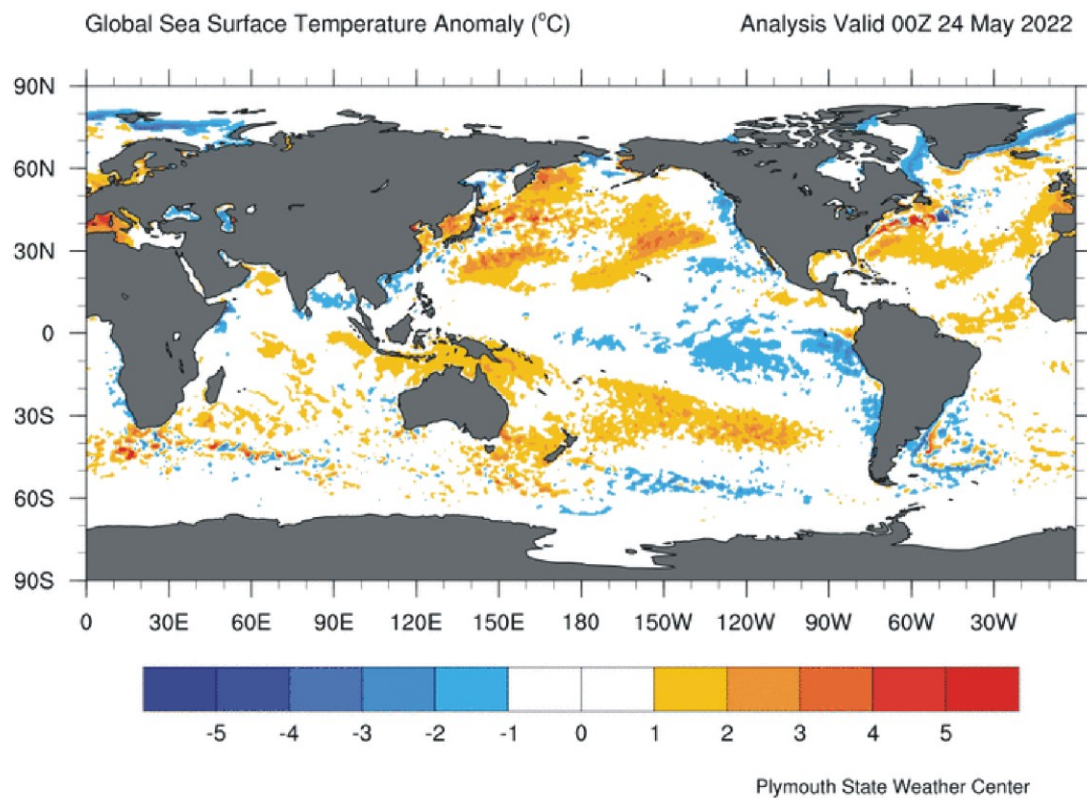 Global Sea Surface Temperature Anomaly (°C) Analysis Valid 00Z 24 May 2022
90N
60N
30N
0
30S
60S
90S
0 30E 60E 90E 120E 150E 180 150W 120W 90W 60W 30W
-5 -4 -3 -2 -1 0 1 2 3 4 5
Plymouth State Weather Center